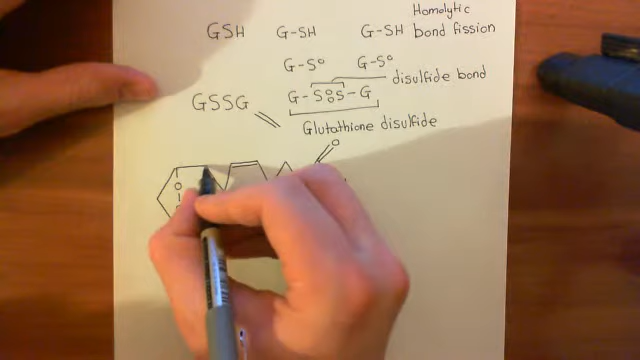 Homolytic
GSH G-SH G-SH bond fission
G-S° G-S°
disulfide bond
GSSG G-S°°S-G
Glutathione disulfide
O
O